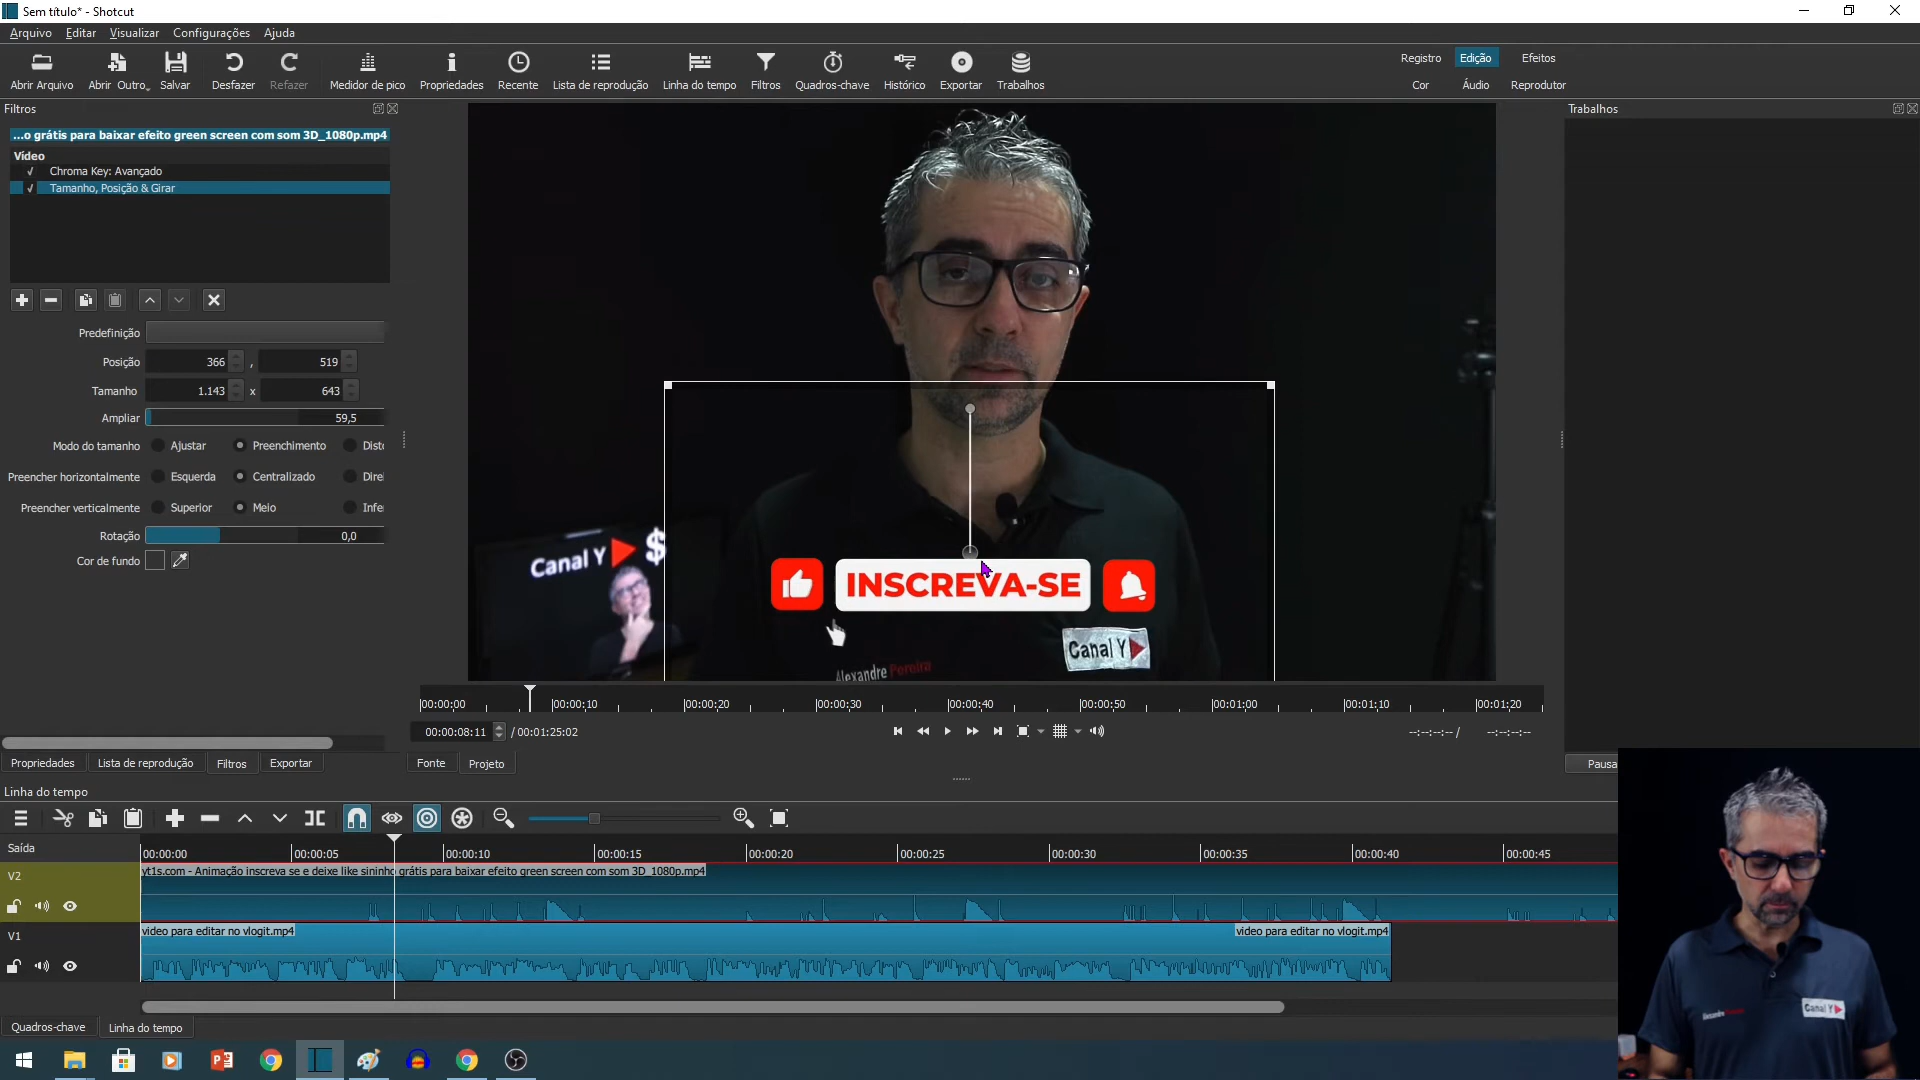 Sem título* - Shotcut
Arquivo Editar Visualizar Configurações Ajuda
Abrir Arquivo Abrir Outro Salvar Desfazer Refazer Medidor de pico Propriedades Recente Lista de reprodução Linha do tempo Filtros Quadros-chave Histórico Exportar Trabalhos
Registro Edição Efeitos
Cor Áudio Reprodutor
Filtros
...o grátis para baixar efeito green screen com som 3D_1080p.mp4
Vídeo
Chroma Key: Avançado
Tamanho, Posição & Girar
Predefinição
Posição 366 , 519
Tamanho 1.143 x 643
Ampliar 59,5
Modo do tamanho Ajustar Preenchimento Disto
Preencher horizontalmente Esquerda Centralizado Direi
Preencher verticalmente Superior Meio Infe
Rotação 0,0
Cor de fundo
Propriedades Lista de reprodução Filtros Exportar
Canal Y $
INSCREVA-SE
Canal Y
Alexandre Pereira
00:00:00 00:00:10 00:00:20 00:00:30 00:00:40 00:00:50 00:01:00 00:01:10 00:01:20
00:00:08:11 / 00:01:25:02
--:--:--:-- / --:--:--:--
Fonte Projeto
Trabalhos
Pausa
Linha do tempo
Saída
00:00:00 00:00:05 00:00:10 00:00:15 00:00:20 00:00:25 00:00:30 00:00:35 00:00:40 00:00:45
V2
yt1s.com - Animação inscreva se e deixe like sininho grátis para baixar efeito green screen com som 3D_1080p.mp4
V1
video para editar no vlogit.mp4
video para editar no vlogit.mp4
Quadros-chave Linha do tempo
Alexandre Pereira
Canal Y